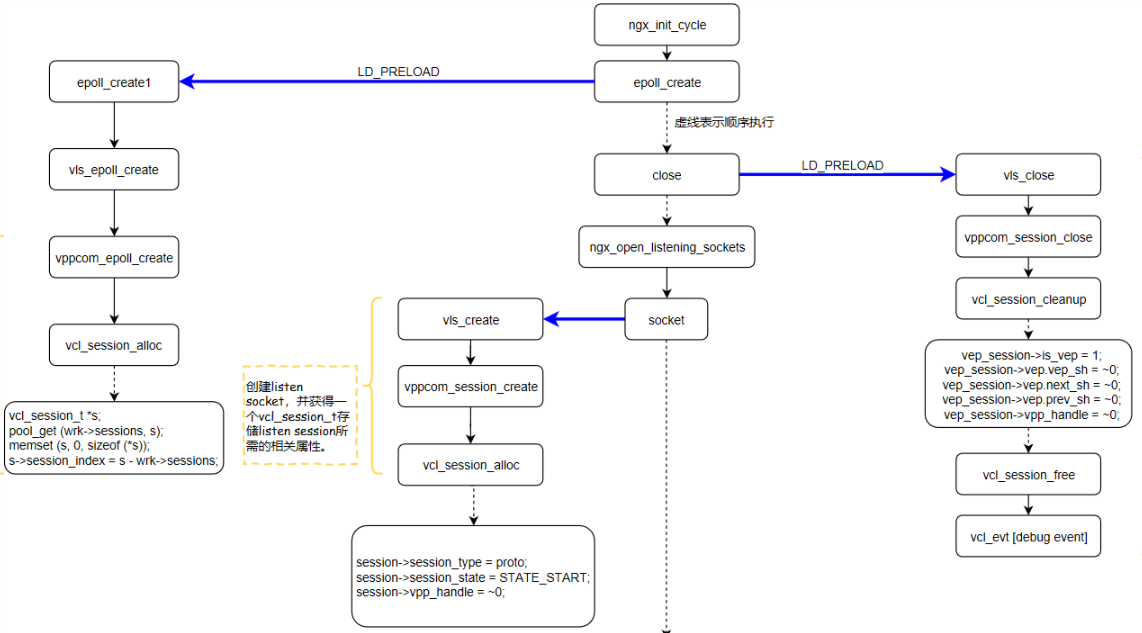 ngx_init_cycle
epoll_create1
LD_PRELOAD
epoll_create
虚线表示顺序执行
vls_epoll_create
close
LD_PRELOAD
vls_close
vppcom_epoll_create
ngx_open_listening_sockets
vppcom_session_close
vcl_session_cleanup
vls_create
socket
vcl_session_alloc
vep_session->is_vep = 1;
vep_session->vep.vep_sh = ~0;
vep_session->vep.next_sh = ~0;
vep_session->vep.prev_sh = ~0;
vep_session->vpp_handle = ~0;
创建listen
socket，并获得一
个vcl_session_t存
储listen session所
需的相关属性。
vppcom_session_create
vcl_session_t *s;
pool_get (wrk->sessions, s);
memset (s, 0, sizeof (*s));
s->session_index = s - wrk->sessions;
vcl_session_alloc
vcl_session_free
vcl_evt [debug event]
session->session_type = proto;
session->session_state = STATE_START;
session->vpp_handle = ~0;